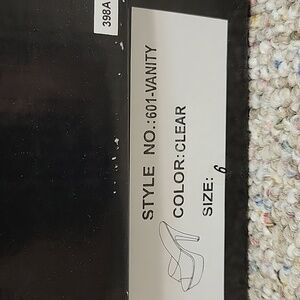 398A
STYLE NO.:601-VANITY
COLOR:CLEAR
SIZE: 6